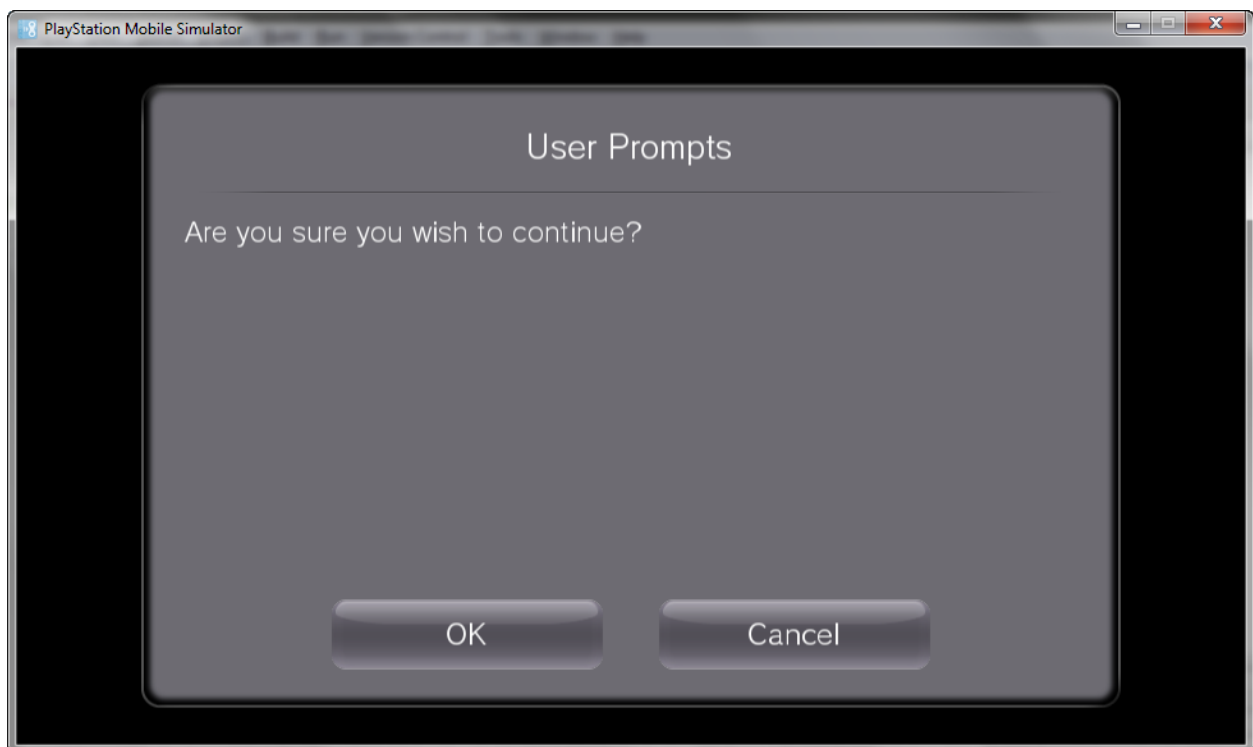 PlayStation Mobile Simulator
User Prompts
Are you sure you wish to continue?
OK
Cancel